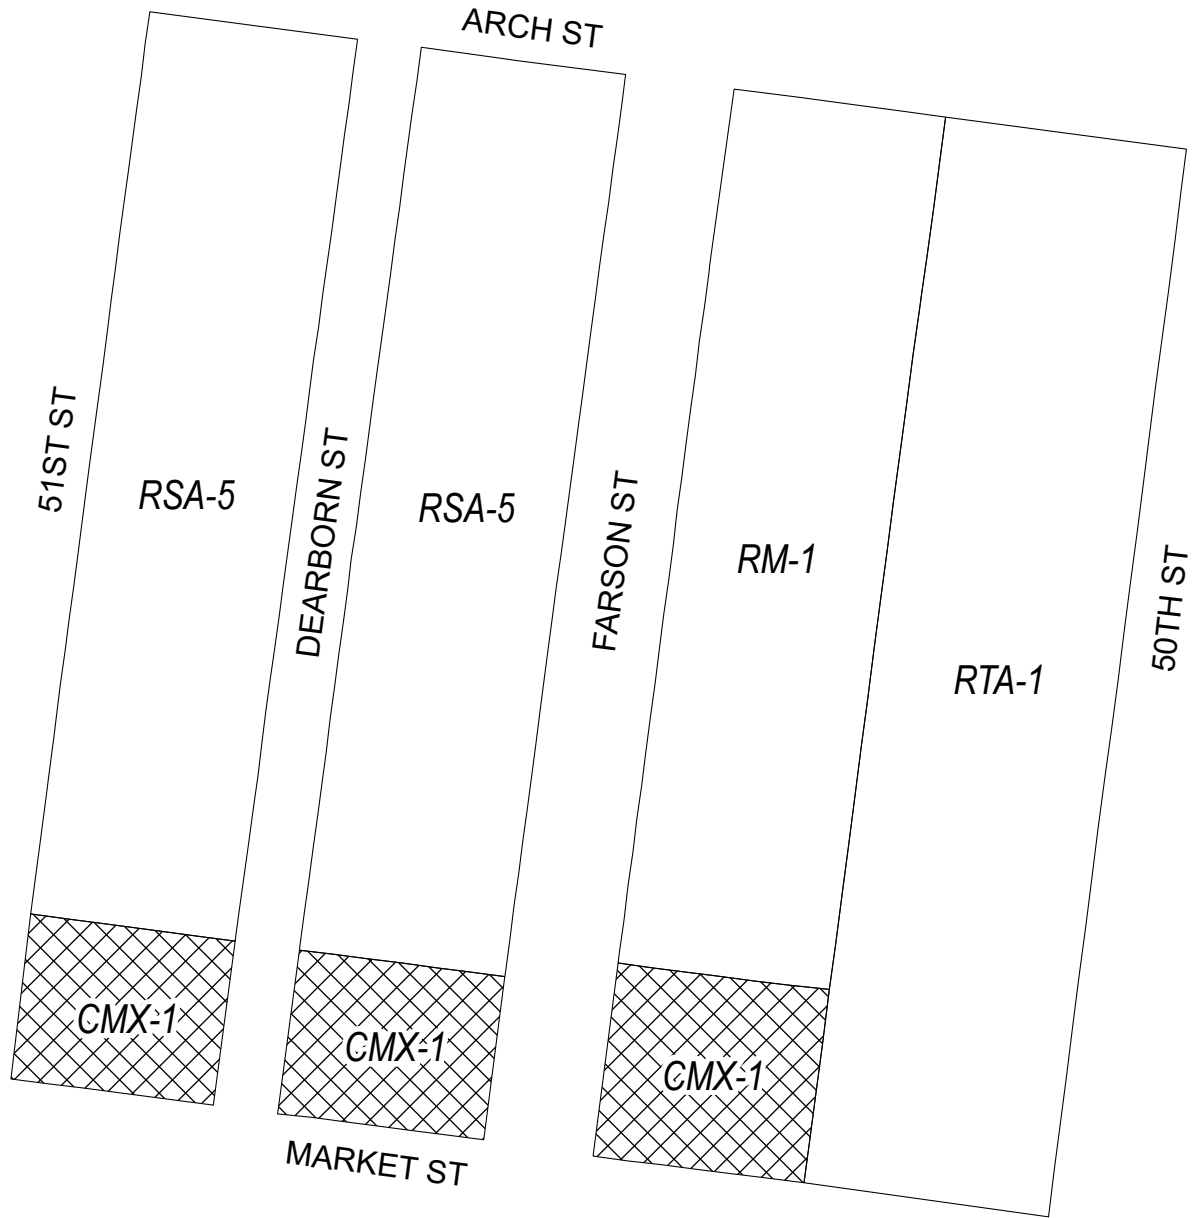 ARCH ST
51ST ST
RSA-5
DEARBORN ST
RSA-5
FARSON ST
RM-1
RTA-1
50TH ST
CMX-1
CMX-1
CMX-1
MARKET ST